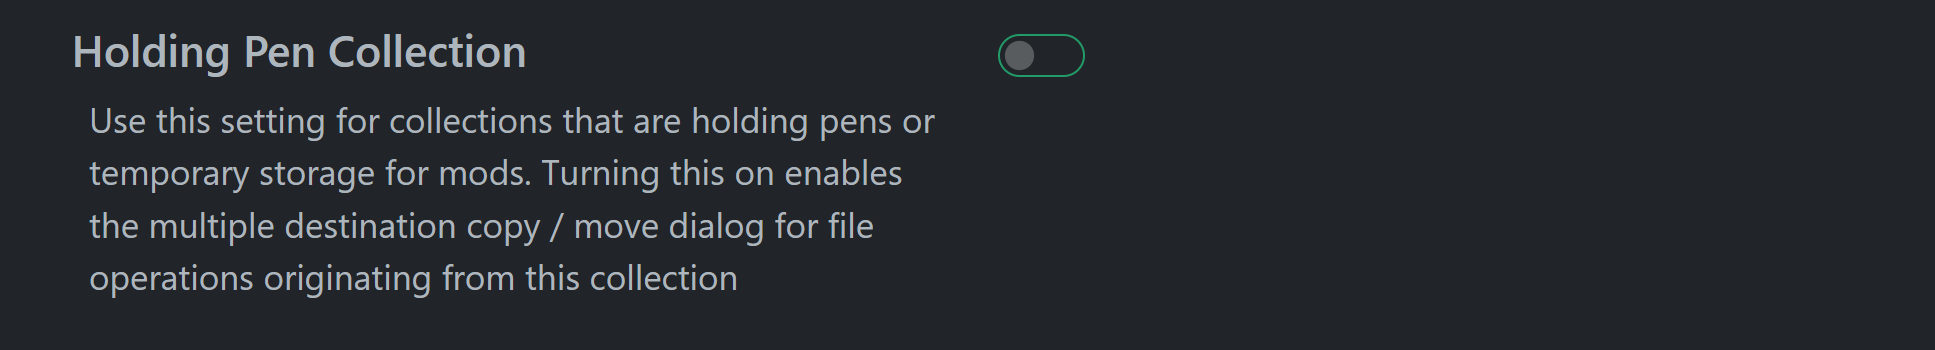 Holding Pen Collection
Use this setting for collections that are holding pens or
temporary storage for mods. Turning this on enables
the multiple destination copy / move dialog for file
operations originating from this collection